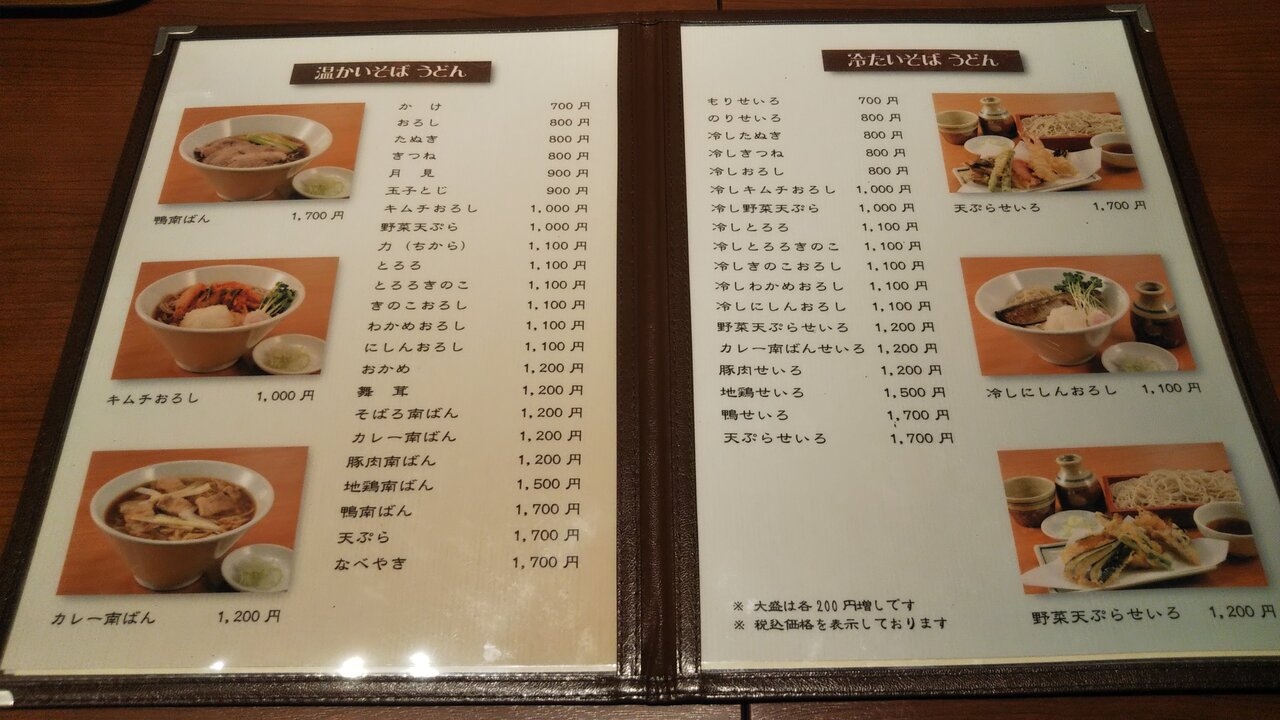 温かいそば うどん
かけ 700円
おろし 800円
たぬき 800円
きつね 800円
月見 900円
玉子とじ 900円
キムチおろし 1,000円
野菜天ぷら 1,000円
力(ちから) 1,100円
とろろ 1,100円
とろろきのこ 1,100円
きのこおろし 1,100円
わかめおろし 1,100円
にしんおろし 1,100円
おかめ 1,200円
舞茸 1,200円
そぼろ南ばん 1,200円
カレー南ばん 1,200円
豚肉南ばん 1,200円
地鶏南ばん 1,500円
鴨南ばん 1,700円
天ぷら 1,700円
なべやき 1,700円
鴨南ばん 1,700円
キムチおろし 1,000円
カレー南ばん 1,200円
冷たいそば うどん
もりせいろ 700円
のりせいろ 800円
冷したぬき 800円
冷しきつね 800円
冷しおろし 800円
冷しキムチおろし 1,000円
冷し野菜天ぷら 1,000円
冷しとろろ 1,100円
冷しとろろきのこ 1,100円
冷しきのこおろし 1,100円
冷しわかめおろし 1,100円
冷しにしんおろし 1,100円
野菜天ぷらせいろ 1,200円
カレー南ばんせいろ 1,200円
豚肉せいろ 1,200円
地鶏せいろ 1,500円
鴨せいろ 1,700円
天ぷらせいろ 1,700円
※ 大盛は各200円増しです
※ 税込価格を表示しております
天ぷらせいろ 1,700円
冷しにしんおろし 1,100円
野菜天ぷらせいろ 1,200円